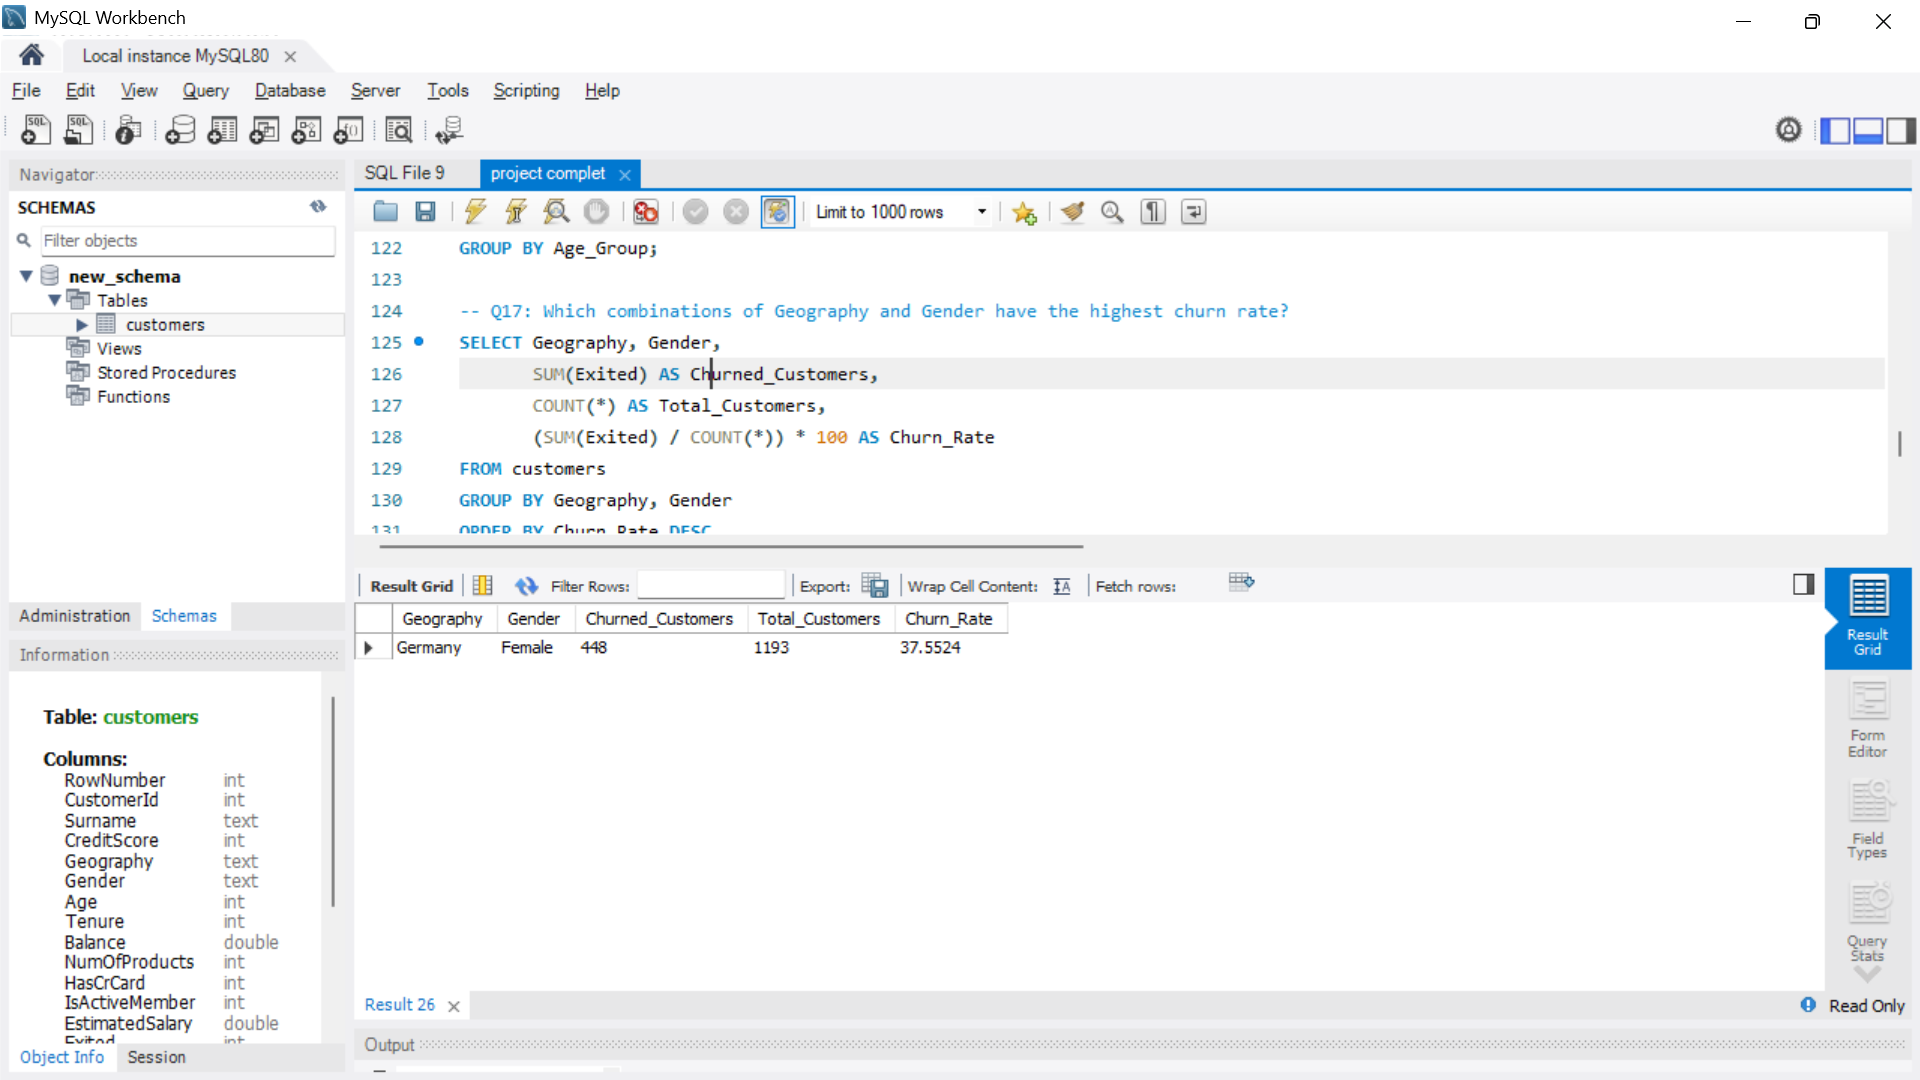 MySQL Workbench
Local instance MySQL80
File Edit View Query Database Server Tools Scripting Help
Navigator
SCHEMAS
Filter objects
new_schema
Tables
customers
Views
Stored Procedures
Functions
Administration Schemas
Information
Table: customers
Columns:
RowNumber int
CustomerId int
Surname text
CreditScore int
Geography text
Gender text
Age int
Tenure int
Balance double
NumOfProducts int
HasCrCard int
IsActiveMember int
EstimatedSalary double
Exited int
Object Info Session
SQL File 9 project complet
Limit to 1000 rows
122 GROUP BY Age_Group;
123
124 -- Q17: Which combinations of Geography and Gender have the highest churn rate?
125 SELECT Geography, Gender,
126 SUM(Exited) AS Churned_Customers,
127 COUNT(*) AS Total_Customers,
128 (SUM(Exited) / COUNT(*)) * 100 AS Churn_Rate
129 FROM customers
130 GROUP BY Geography, Gender
131 ORDER BY Churn_Rate DESC
Result Grid Filter Rows: Export: Wrap Cell Content: Fetch rows:
Geography Gender Churned_Customers Total_Customers Churn_Rate
Germany Female 448 1193 37.5524
Result Grid
Form Editor
Field Types
Query Stats
Result 26
Read Only
Output